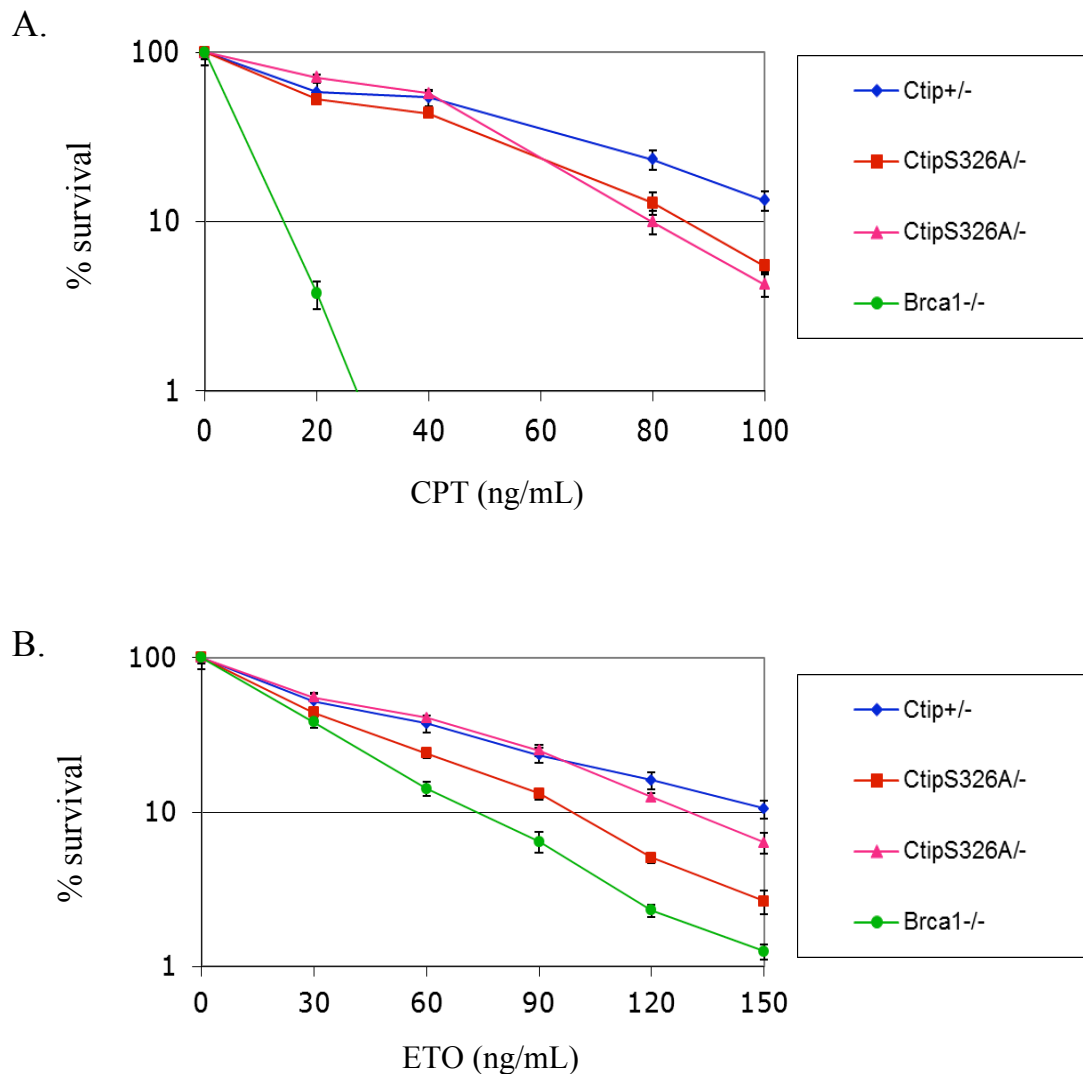 A.
% survival
100
10
1
0 20 40 60 80 100
CPT (ng/mL)
Ctip+/-
CtipS326A/-
CtipS326A/-
Brca1-/-
B.
% survival
100
10
1
0 30 60 90 120 150
ETO (ng/mL)
Ctip+/-
CtipS326A/-
CtipS326A/-
Brca1-/-